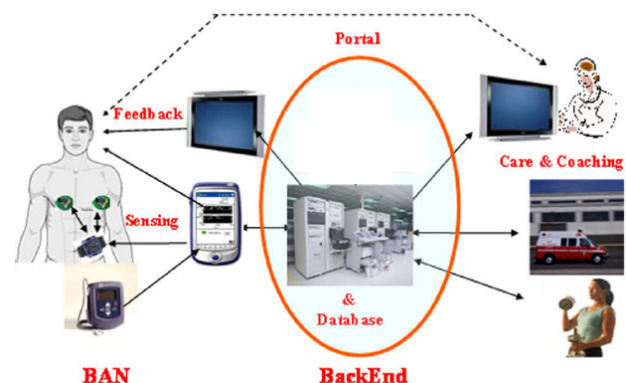 Portal
Feedback
Care & Coaching
Sensing
&
Database
BAN
BackEnd